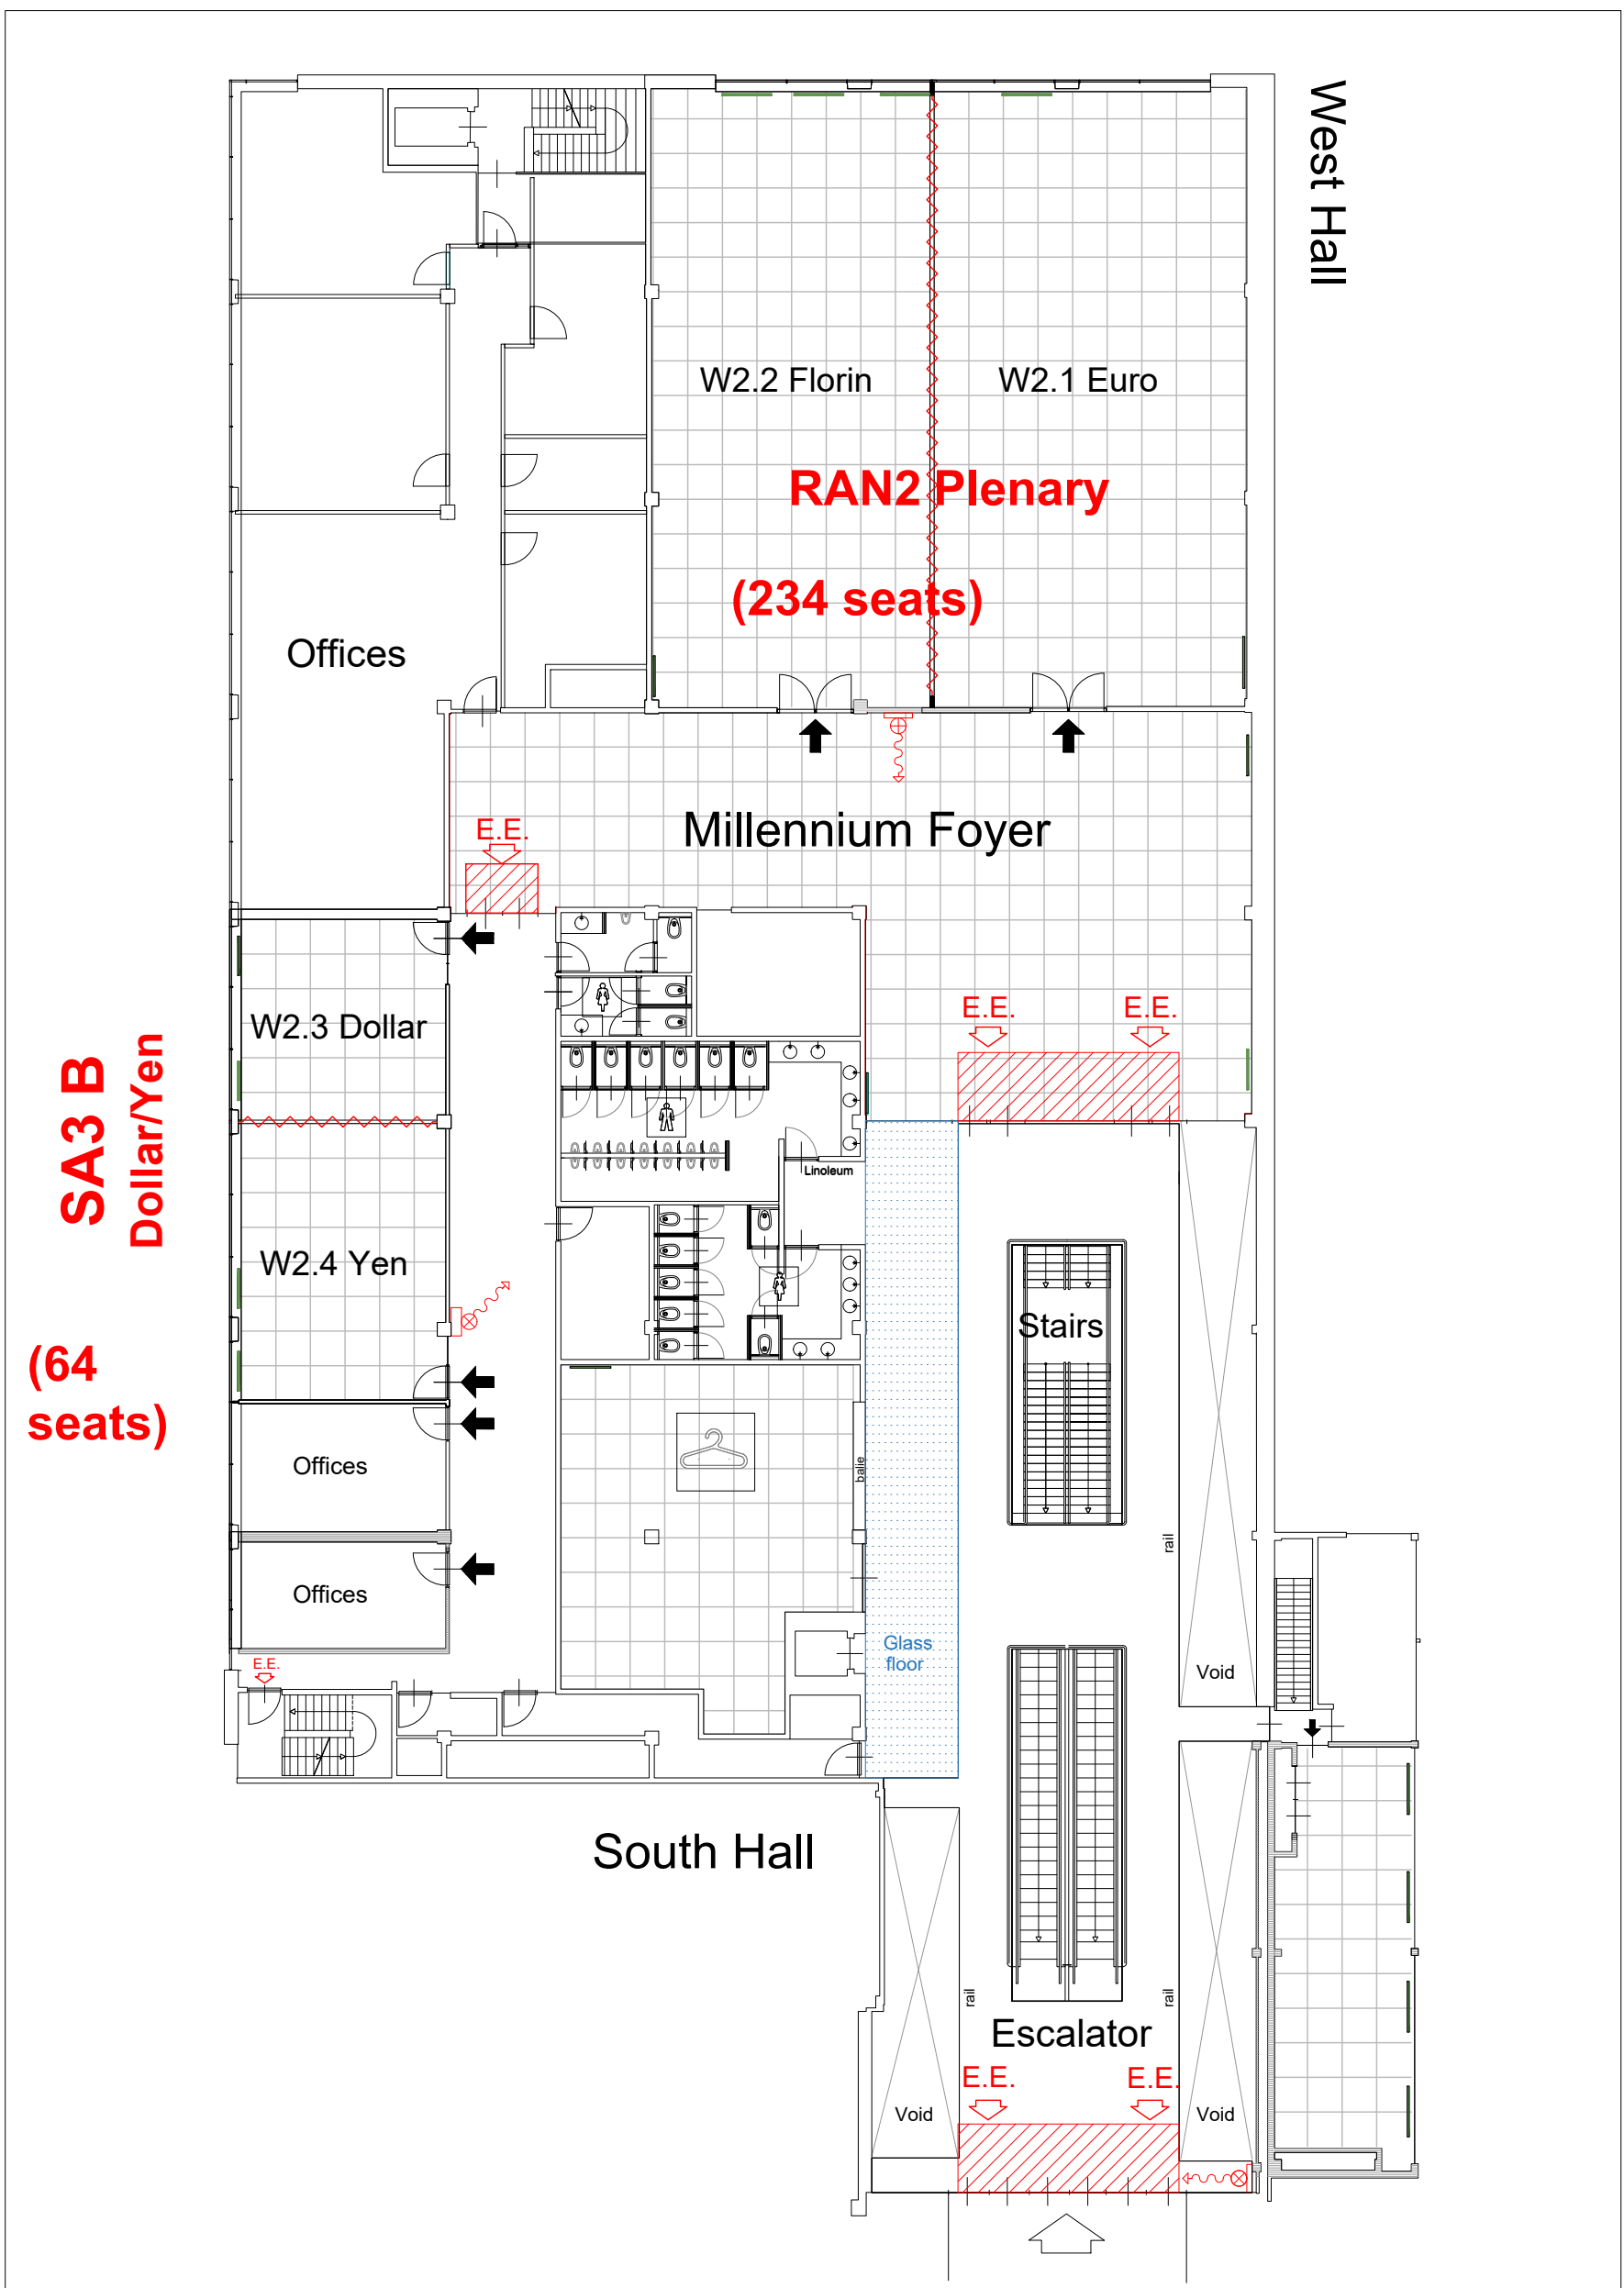 West Hall
W2.2 Florin
W2.1 Euro
RAN2 Plenary
(234 seats)
Offices
Millennium Foyer
E.E.
E.E.
E.E.
W2.3 Dollar
SA3 B
Dollar/Yen
W2.4 Yen
(64
seats)
Linoleum
Stairs
Offices
balie
rail
Offices
Glass
floor
Void
E.E.
South Hall
rail
rail
Escalator
E.E.
E.E.
Void
Void